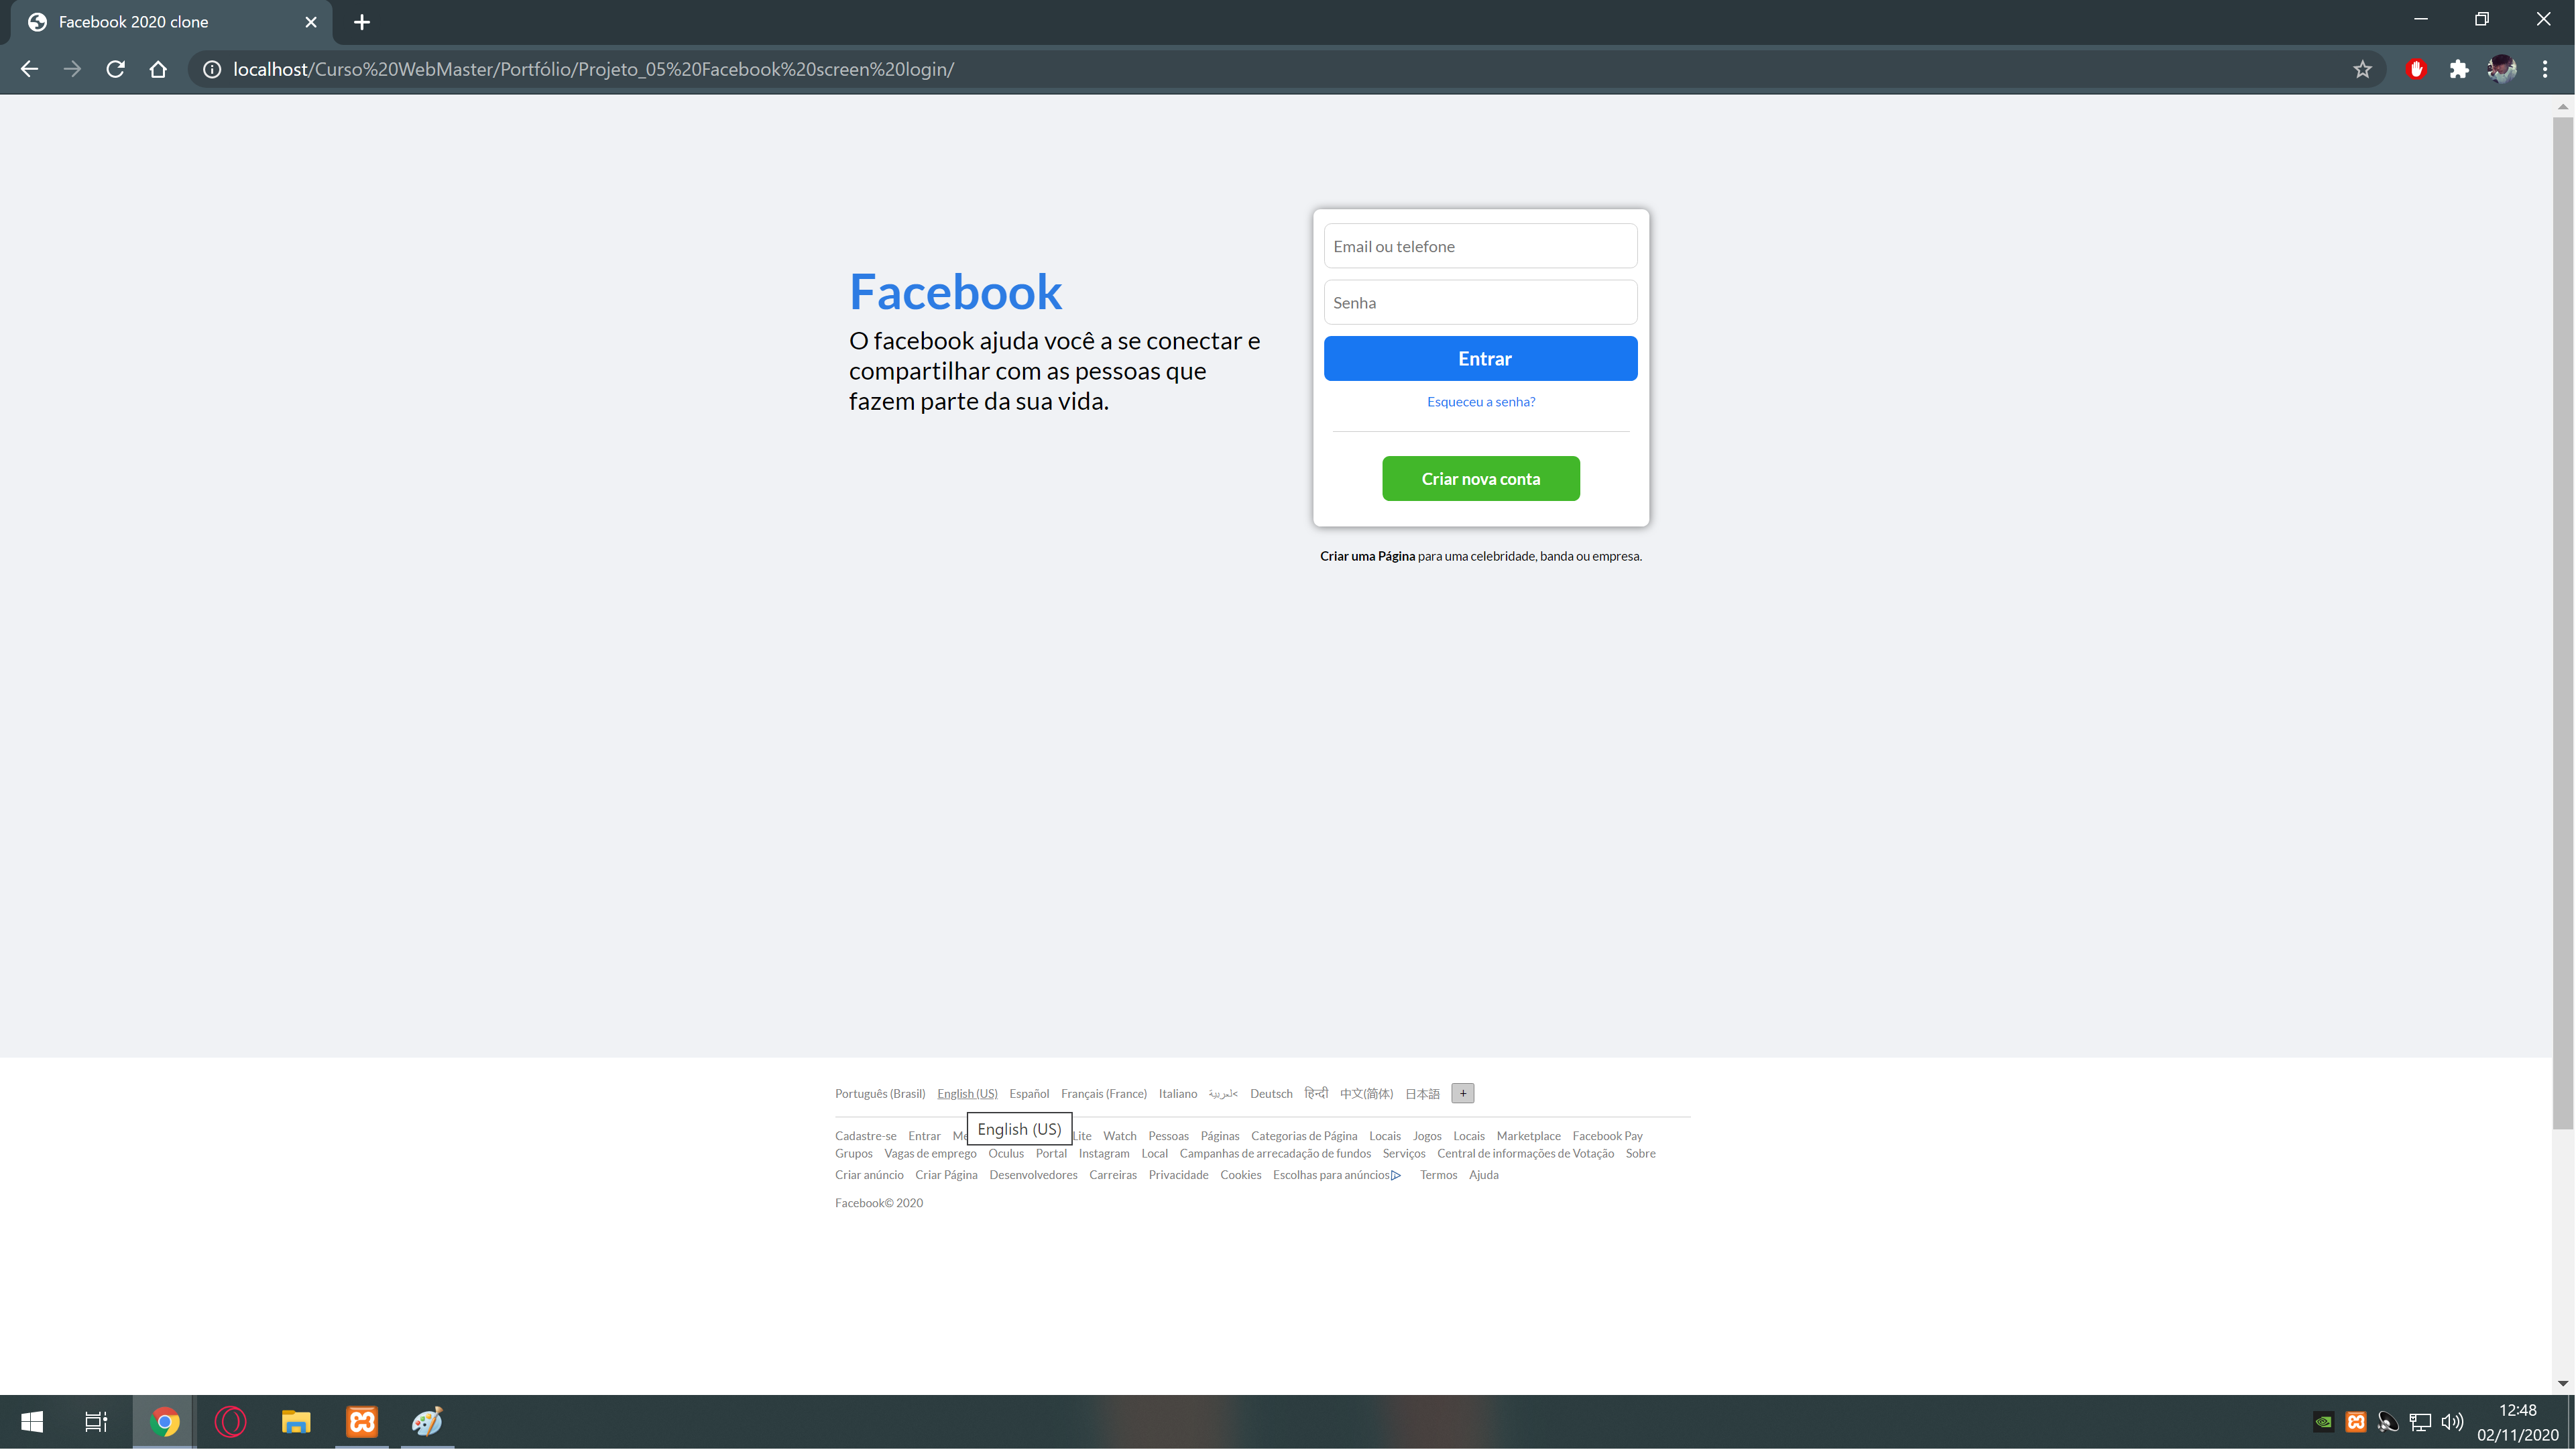 Facebook 2020 clone
localhost/Curso%20WebMaster/Portfólio/Projeto_05%20Facebook%20screen%20login/
Facebook
O facebook ajuda você a se conectar e
compartilhar com as pessoas que
fazem parte da sua vida.
Email ou telefone
Senha
Entrar
Esqueceu a senha?
Criar nova conta
Criar uma Página para uma celebridade, banda ou empresa.
Português (Brasil) English (US) Español Français (France) Italiano العربية> Deutsch हिन्दी 中文(简体) 日本語 +
English (US)
Cadastre-se Entrar Lite Watch Pessoas Páginas Categorias de Página Locais Jogos Locais Marketplace Facebook Pay
Grupos Vagas de emprego Oculus Portal Instagram Local Campanhas de arrecadação de fundos Serviços Central de informações de Votação Sobre
Criar anúncio Criar Página Desenvolvedores Carreiras Privacidade Cookies Escolhas para anúncios Termos Ajuda
Facebook© 2020
12:48
02/11/2020